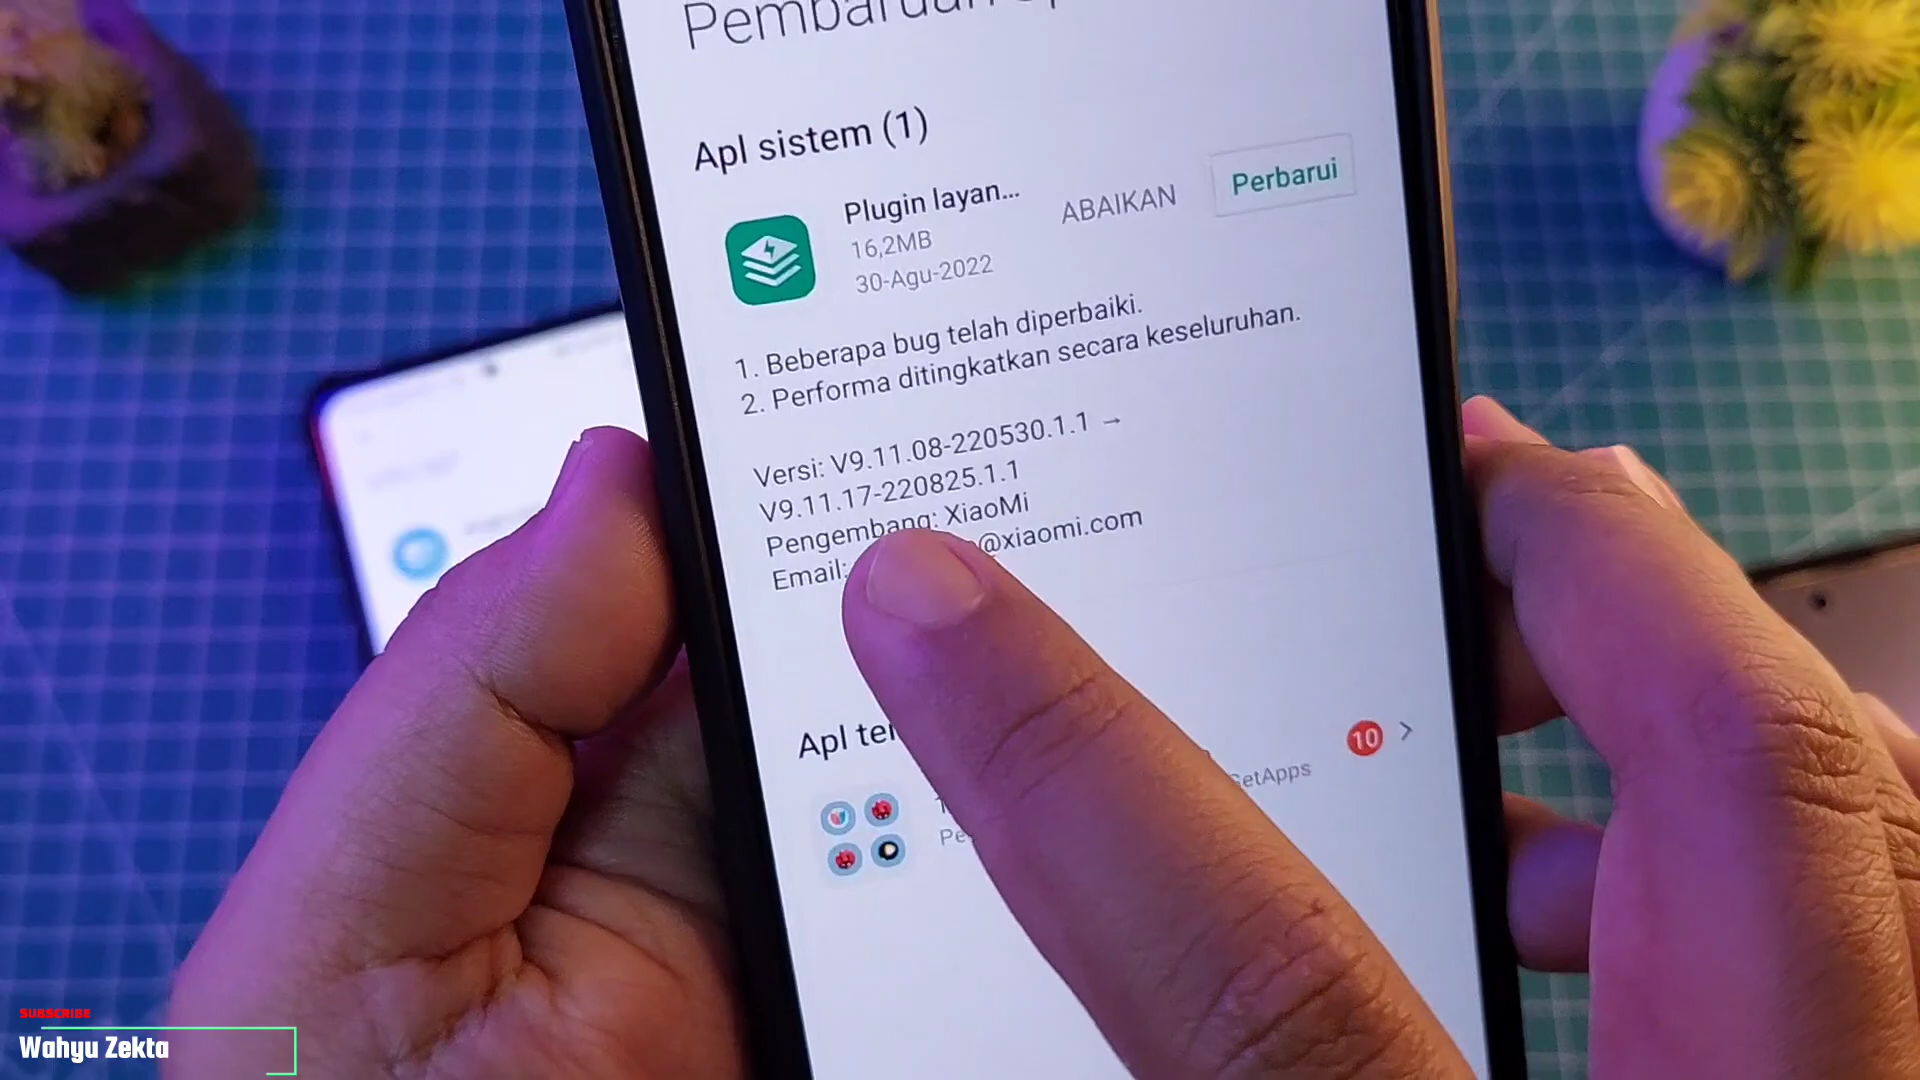 Pembaruan
Apl sistem (1)
Plugin layan...
ABAIKAN
Perbarui
16,2MB
30-Agu-2022
1. Beberapa bug telah diperbaiki.
2. Performa ditingkatkan secara keseluruhan.
Versi: V9.11.08-220530.1.1 →
V9.11.17-220825.1.1
Pengembang: XiaoMi
Email: @xiaomi.com
Apl
GetApps
10
SUBSCRIBE
Wahyu Zekta